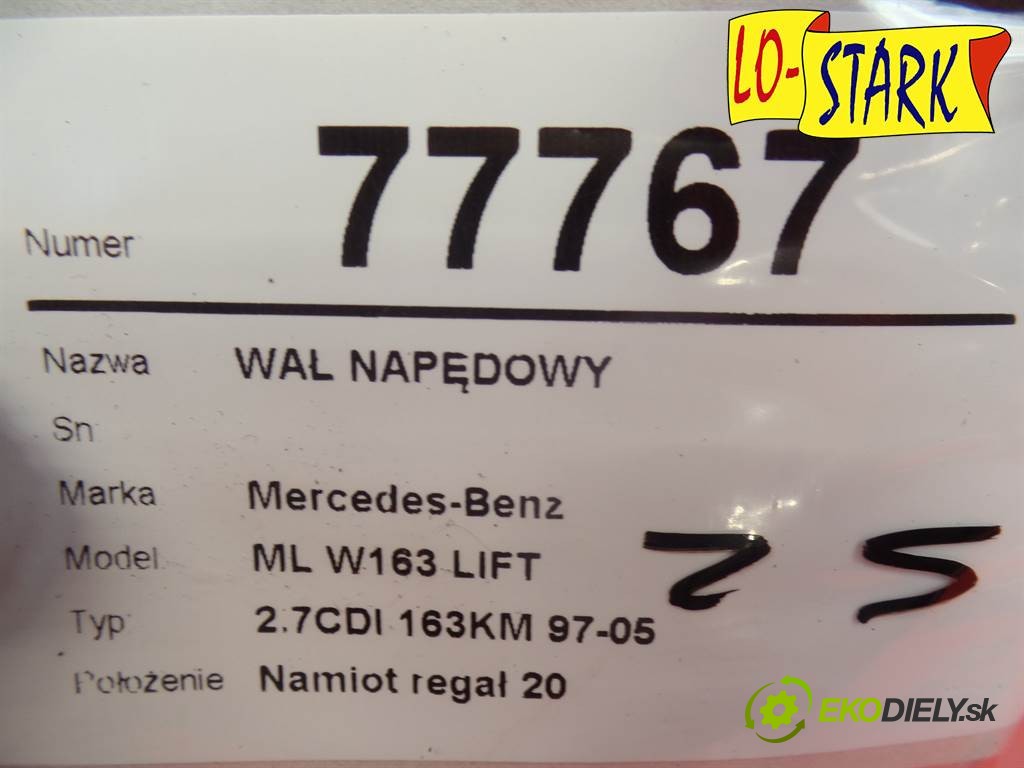 LO-STARK
Numer 77767
Nazwa WAŁ NAPĘDOWY
Sn
Marka Mercedes-Benz
Model ML W163 LIFT
Typ 2.7CDI 163KM 97-05
Położenie Namiot regał 20
EKODIELY.sk